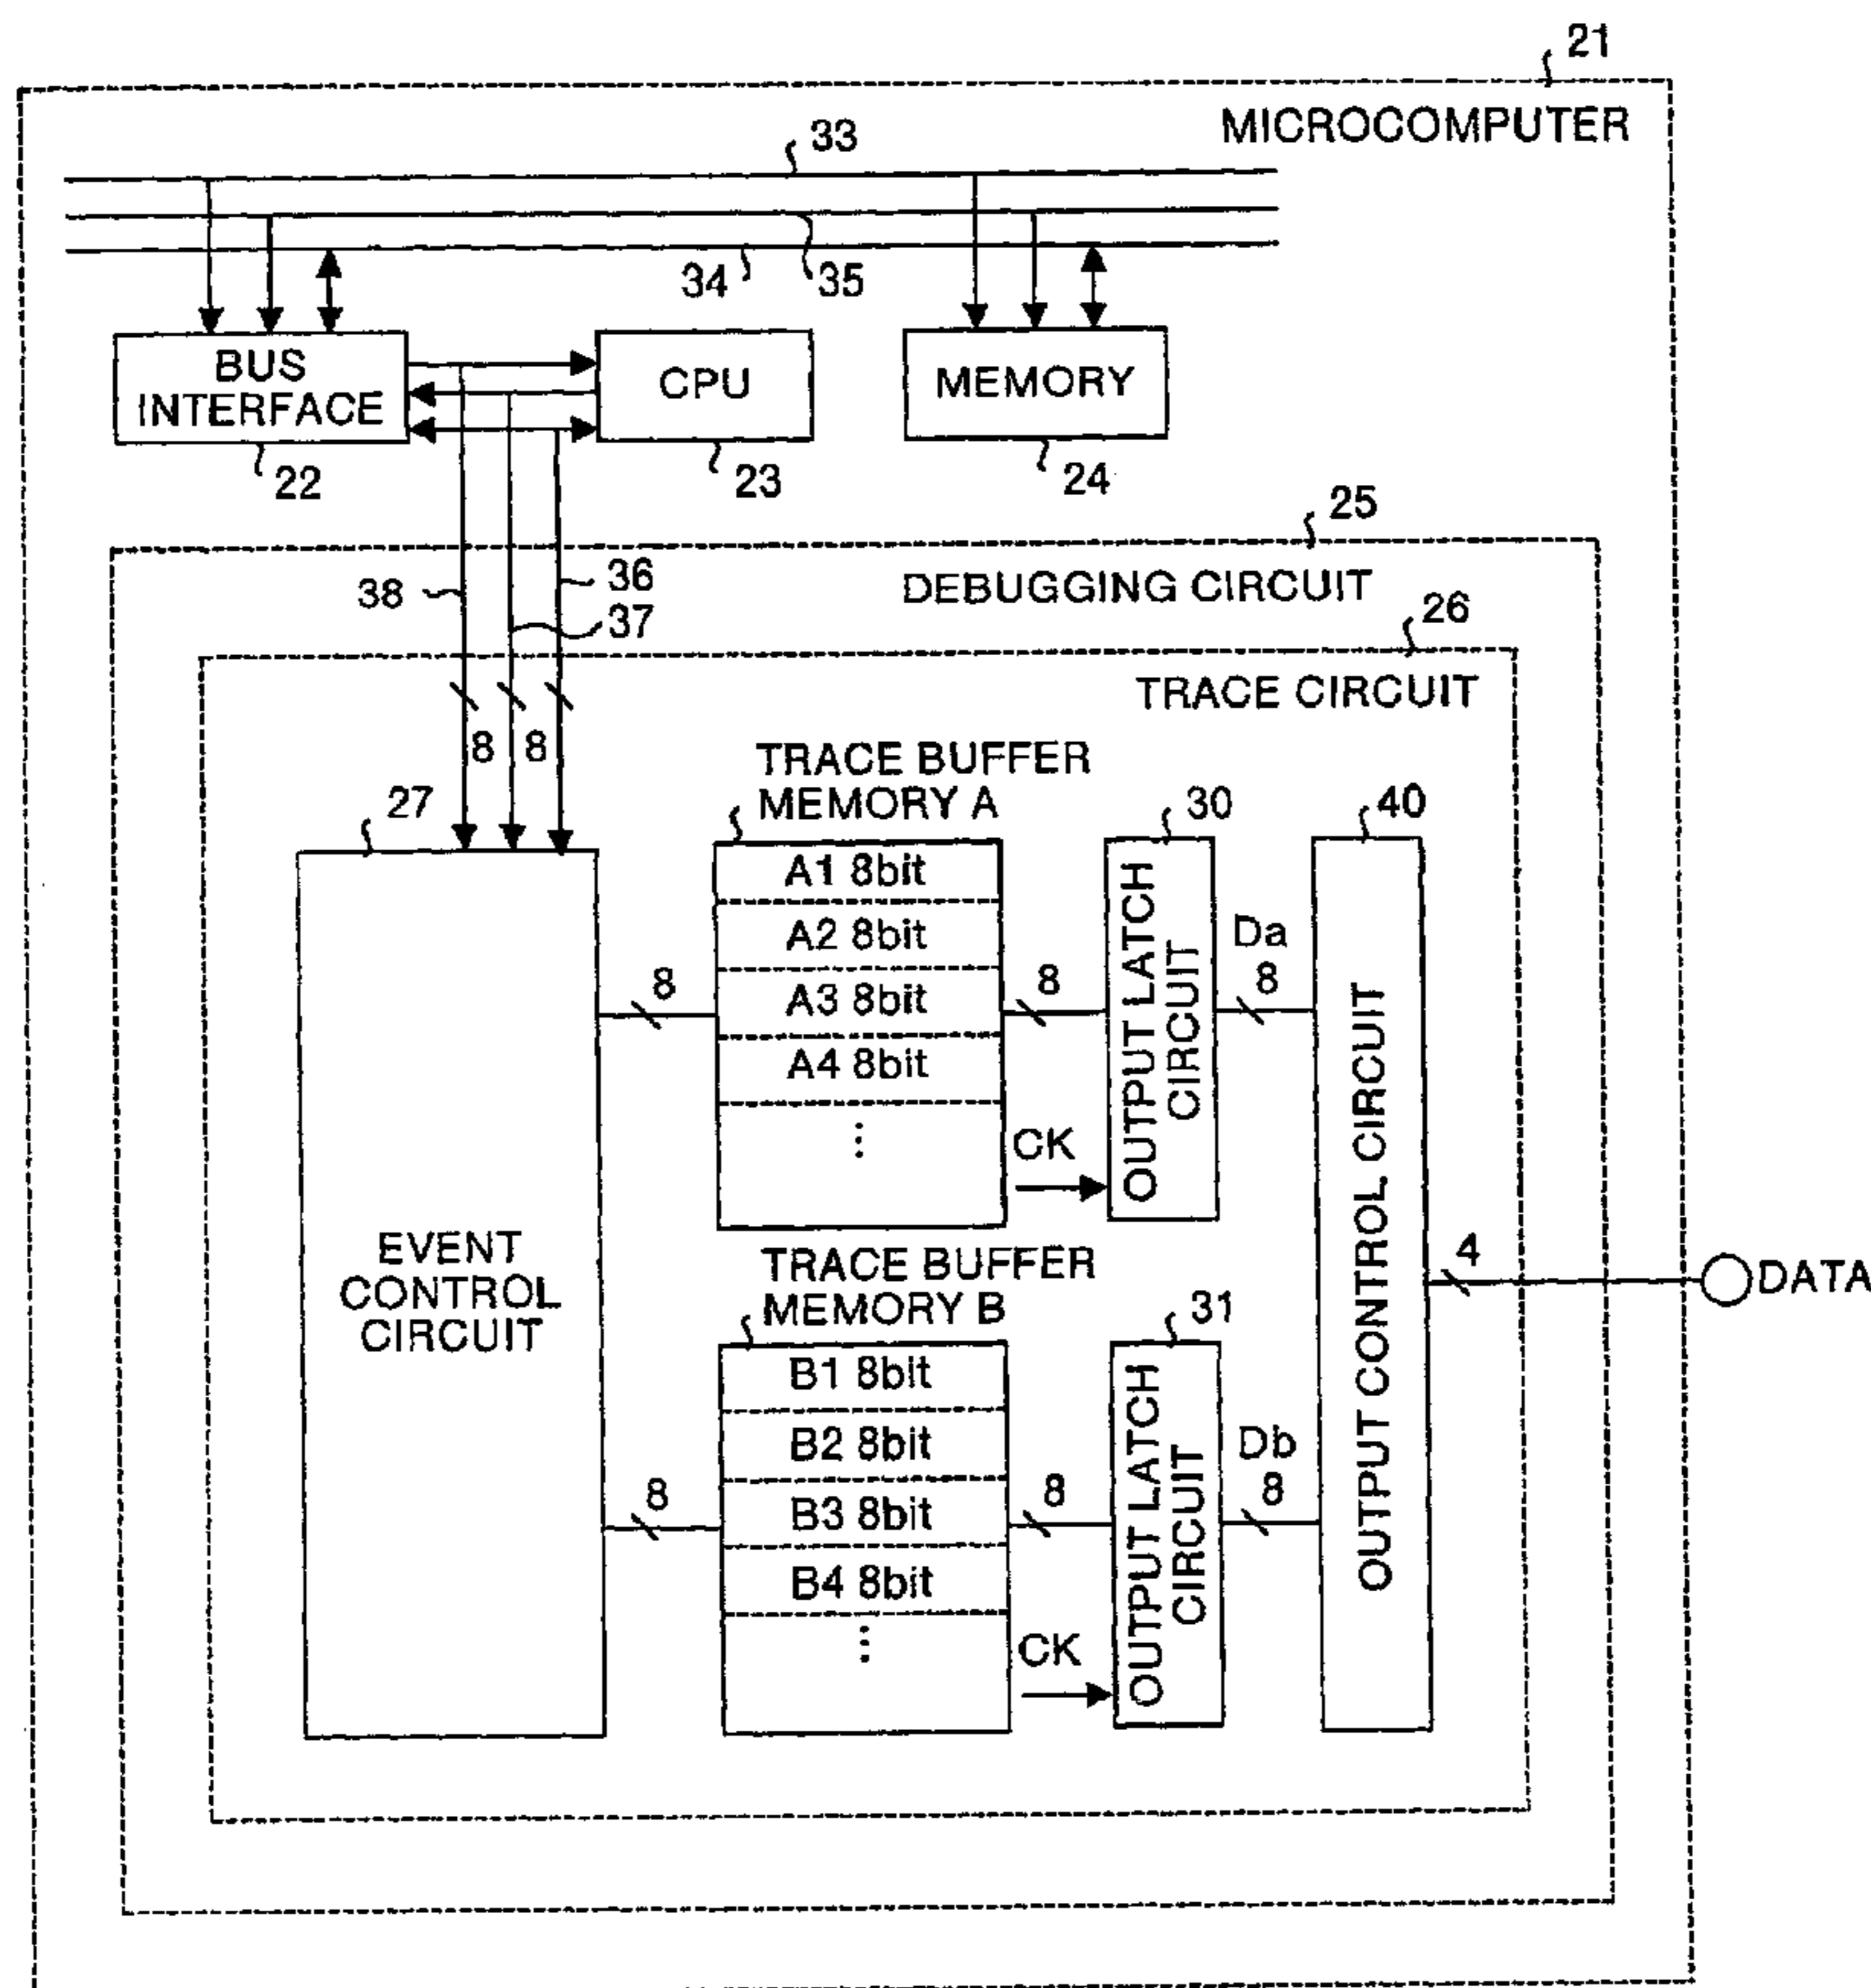 21
MICROCOMPUTER
33
34
35
BUS
INTERFACE
CPU
MEMORY
22
23
24
25
DEBUGGING CIRCUIT
38
36
37
26
TRACE CIRCUIT
8
8
27
TRACE BUFFER
MEMORY A
30
40
A1 8bit
A2 8bit
A3 8bit
A4 8bit
⋮
8
8
CK
OUTPUT LATCH
CIRCUIT
Da
8
EVENT
CONTROL
CIRCUIT
OUTPUT CONTROL CIRCUIT
4
DATA
TRACE BUFFER
MEMORY B
31
B1 8bit
B2 8bit
B3 8bit
B4 8bit
⋮
8
8
CK
OUTPUT LATCH
CIRCUIT
Db
8